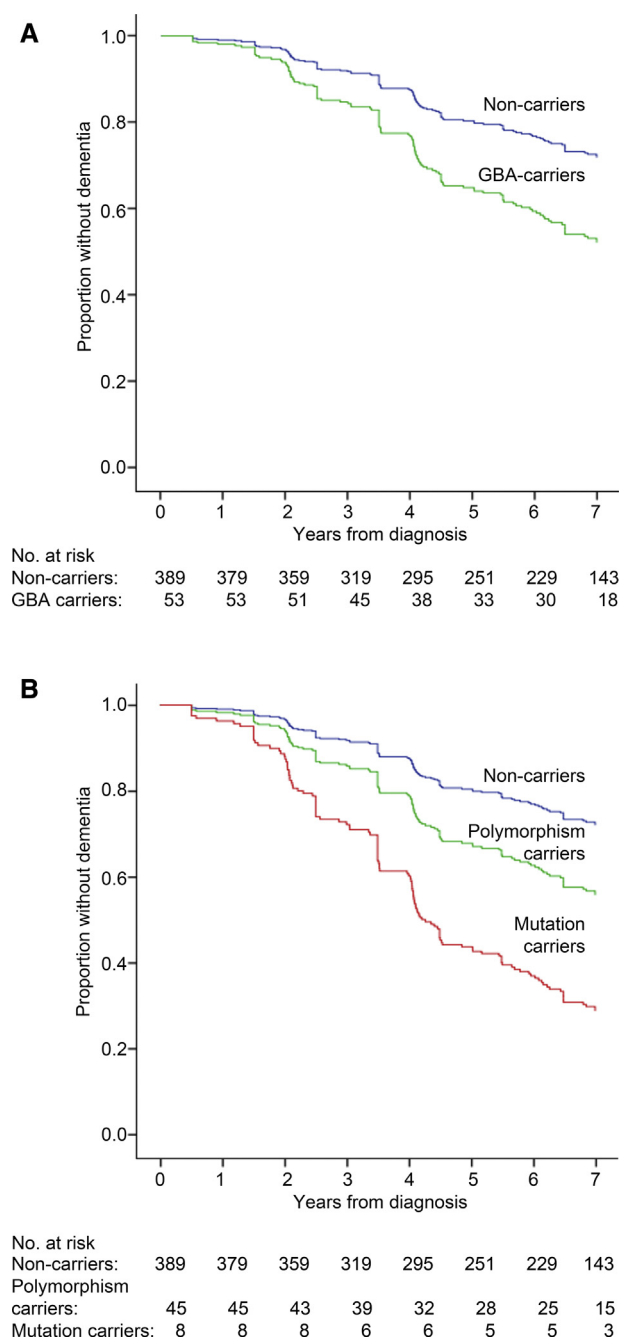 A
1.0
0.8
0.6
0.4
0.2
0.0
Proportion without dementia
Non-carriers
GBA-carriers
0 1 2 3 4 5 6 7
Years from diagnosis
No. at risk
Non-carriers: 389 379 359 319 295 251 229 143
GBA carriers: 53 53 51 45 38 33 30 18
B
1.0
0.8
0.6
0.4
0.2
0.0
Proportion without dementia
Non-carriers
Polymorphism
carriers
Mutation
carriers
0 1 2 3 4 5 6 7
Years from diagnosis
No. at risk
Non-carriers: 389 379 359 319 295 251 229 143
Polymorphism
carriers: 45 45 43 39 32 28 25 15
Mutation carriers: 8 8 8 6 6 5 5 3